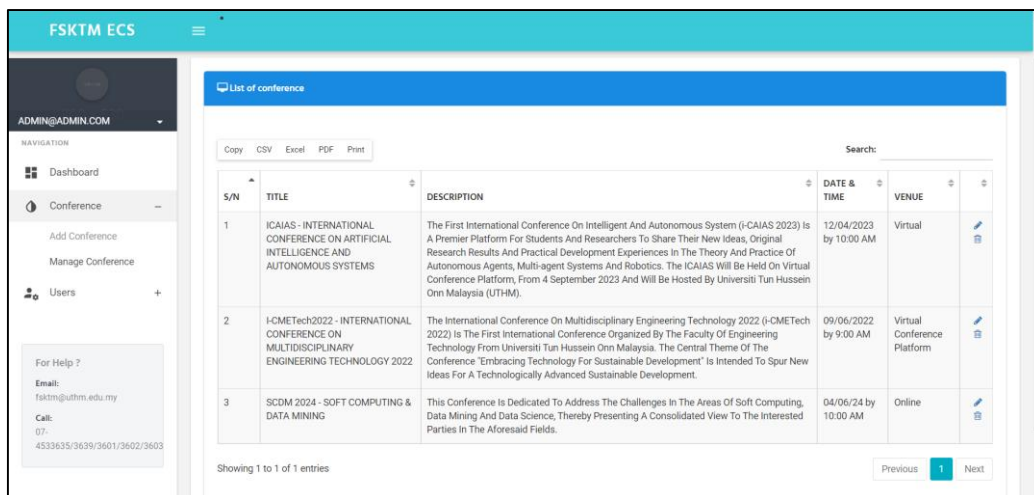 FSKTM ECS
ADMIN@ADMIN.COM
NAVIGATION
Dashboard
Conference
Add Conference
Manage Conference
Users
For Help ?
Email:
fsktm@uthm.edu.my
Call:
07-
4533635/3639/3601/3602/3603
List of conference
Copy CSV Excel PDF Print
Search:
S/N TITLE DESCRIPTION DATE & TIME VENUE
1
ICAIAS - INTERNATIONAL
CONFERENCE ON ARTIFICIAL
INTELLIGENCE AND
AUTONOMOUS SYSTEMS
The First International Conference On Intelligent And Autonomous System (i-CAIAS 2023) Is
A Premier Platform For Students And Researchers To Share Their New Ideas, Original
Research Results And Practical Development Experiences In The Theory And Practice Of
Autonomous Agents, Multi-agent Systems And Robotics. The ICAIAS Will Be Held On Virtual
Conference Platform, From 4 September 2023 And Will Be Hosted By Universiti Tun Hussein
Onn Malaysia (UTHM).
12/04/2023
by 10:00 AM
Virtual
2
I-CMETech2022 - INTERNATIONAL
CONFERENCE ON
MULTIDISCIPLINARY
ENGINEERING TECHNOLOGY 2022
The International Conference On Multidisciplinary Engineering Technology 2022 (i-CMETech
2022) Is The First International Conference Organized By The Faculty Of Engineering
Technology From Universiti Tun Hussein Onn Malaysia. The Central Theme Of The
Conference "Embracing Technology For Sustainable Development" Is Intended To Spur New
Ideas For A Technologically Advanced Sustainable Development.
09/06/2022
by 9:00 AM
Virtual
Conference
Platform
3
SCDM 2024 - SOFT COMPUTING &
DATA MINING
This Conference Is Dedicated To Address The Challenges In The Areas Of Soft Computing,
Data Mining And Data Science, Thereby Presenting A Consolidated View To The Interested
Parties In The Aforesaid Fields.
04/06/24 by
10:00 AM
Online
Showing 1 to 1 of 1 entries
Previous 1 Next